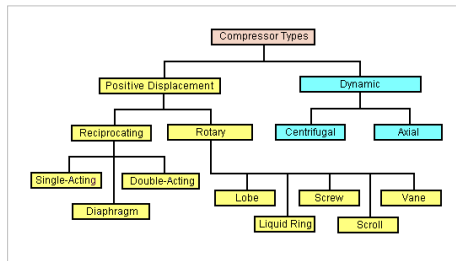 Compressor Types
Positive Displacement
Dynamic
Reciprocating
Rotary
Centrifugal
Axial
Single-Acting
Double-Acting
Diaphragm
Lobe
Screw
Vane
Liquid Ring
Scroll